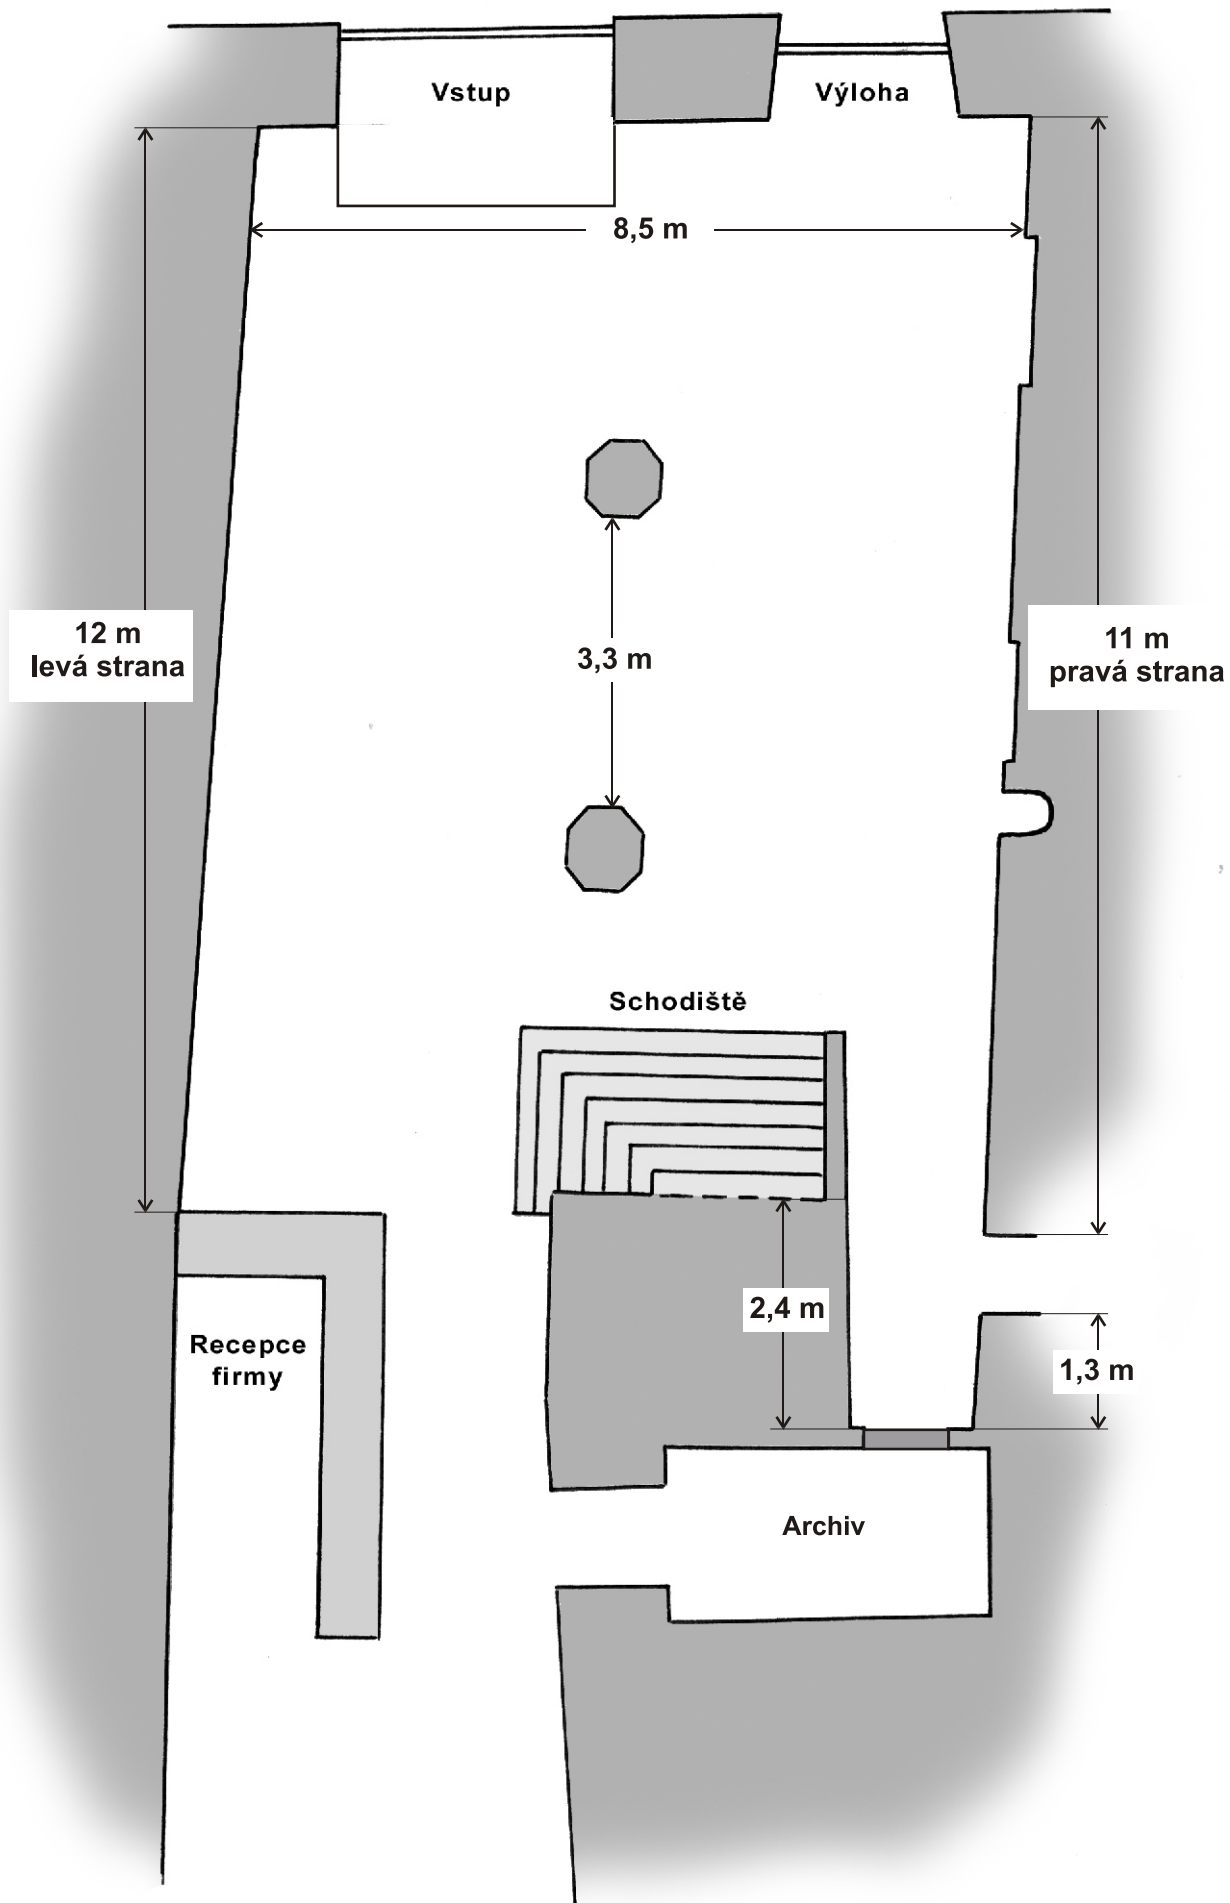 Vstup
Výloha
8,5 m
12 m
levá strana
3,3 m
11 m
pravá strana
Schodiště
2,4 m
Recepce
firmy
1,3 m
Archiv